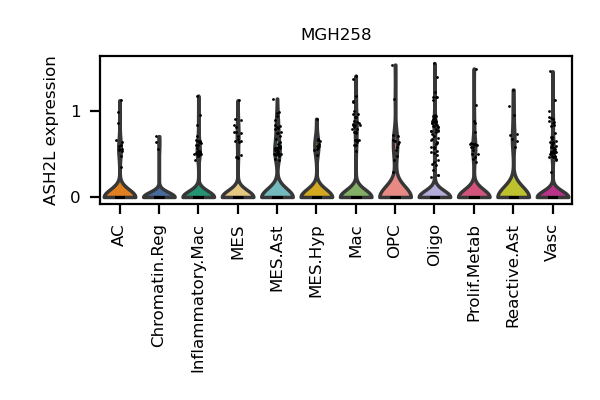 MGH258
ASH2L expression
1
0
AC
Chromatin.Reg
Inflammatory.Mac
MES
MES.Ast
MES.Hyp
Mac
OPC
Oligo
Prolif.Metab
Reactive.Ast
Vasc